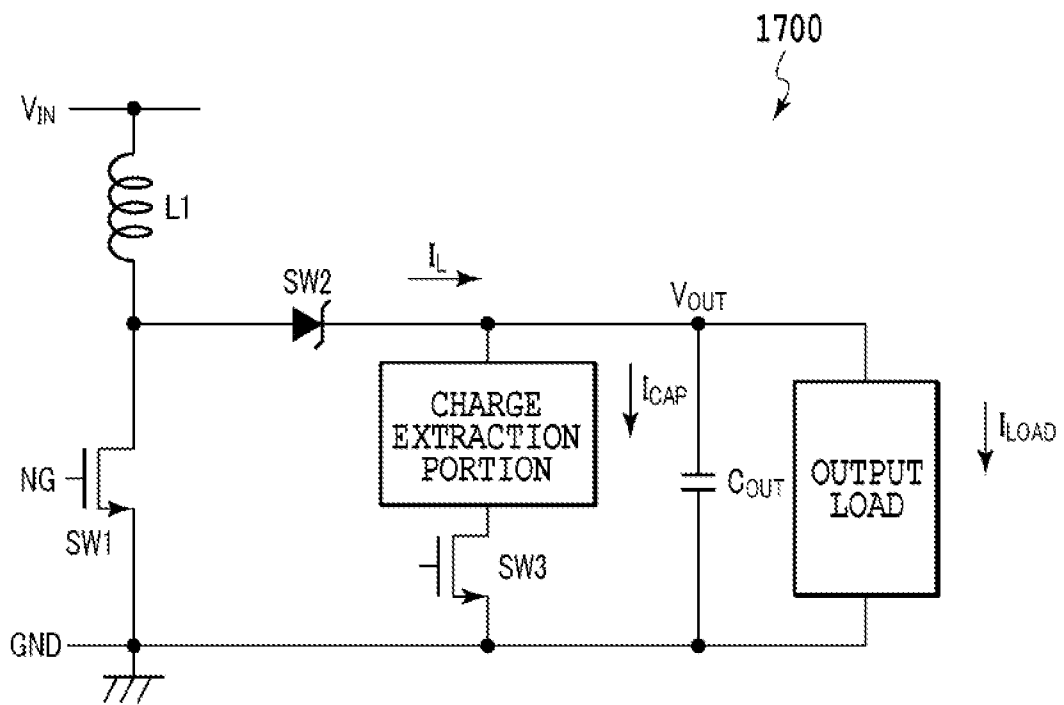 1700
VIN
L1
SW2
IL
VOUT
CHARGE
EXTRACTION
PORTION
ICAP
ILOAD
NG
SW1
COUT
OUTPUT
LOAD
SW3
GND